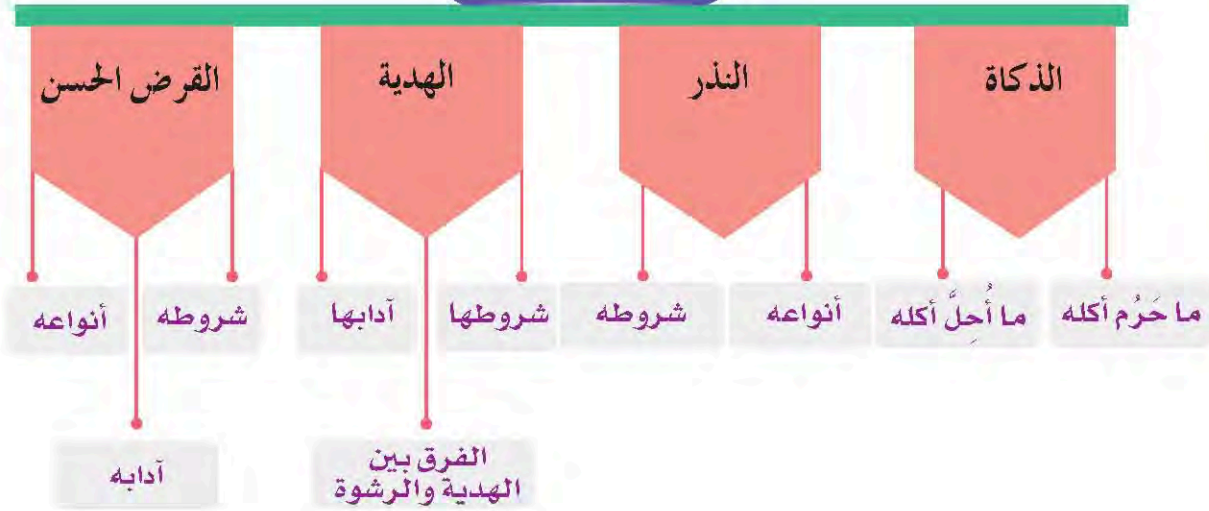 الذكاة
النذر
الهدية
القرض الحسن
ما حَرُم أكله
ما أُحِلَّ أكله
أنواعه
شروطه
شروطها
آدابها
شروطه
أنواعه
الفرق بين
الهدية والرشوة
آدابه